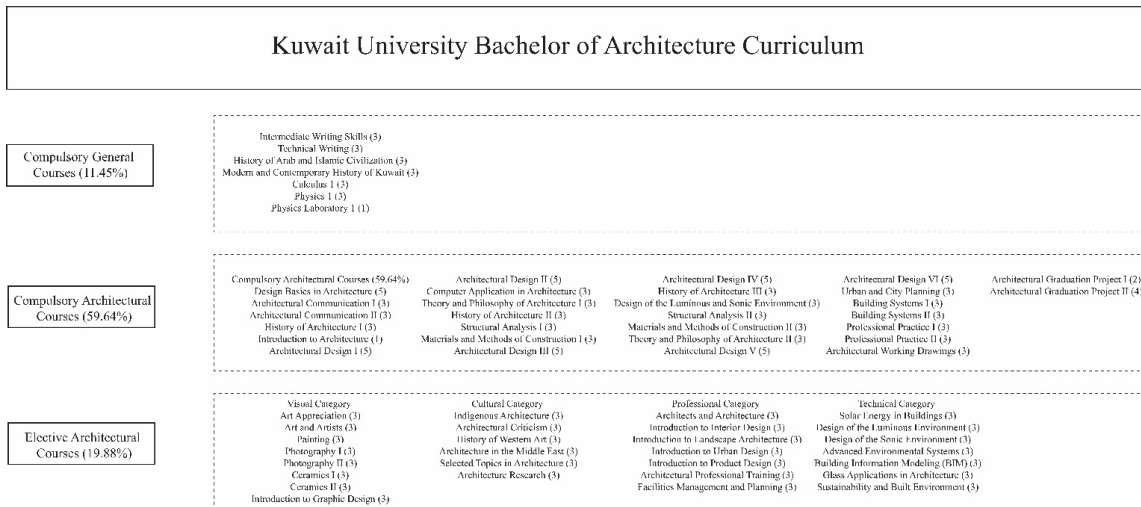 Kuwait University Bachelor of Architecture Curriculum
Compulsory General
Courses (11.45%)
Intermediate Writing Skills (3)
Technical Writing (3)
History of Arab and Islamic Civilization (3)
Modern and Contemporary History of Kuwait (3)
Calculus 1 (3)
Physics 1 (3)
Physics Laboratory 1 (1)
Compulsory Architectural
Courses (59.64%)
Compulsory Architectural Courses (59.64%)
Design Basics in Architecture (5)
Architectural Communication I (3)
Architectural Communication II (3)
History of Architecture I (3)
Introduction to Architecture (1)
Architectural Design I (5)
Architectural Design II (5)
Computer Application in Architecture (3)
Theory and Philosophy of Architecture I (3)
History of Architecture II (3)
Structural Analysis I (3)
Materials and Methods of Construction I (3)
Architectural Design III (5)
Architectural Design IV (5)
History of Architecture III (3)
Design of the Luminous and Sonic Environment (3)
Structural Analysis II (3)
Materials and Methods of Construction II (3)
Theory and Philosophy of Architecture II (3)
Architectural Design V (5)
Architectural Design VI (5)
Urban and City Planning (3)
Building Systems I (3)
Building Systems II (3)
Professional Practice I (3)
Professional Practice II (3)
Architectural Working Drawings (3)
Architectural Graduation Project I (2)
Architectural Graduation Project II (4)
Elective Architectural
Courses (19.88%)
Visual Category
Art Appreciation (3)
Art and Artists (3)
Painting (3)
Photography I (3)
Photography II (3)
Ceramics I (3)
Ceramics II (3)
Introduction to Graphic Design (3)
Cultural Category
Indigenous Architecture (3)
Architectural Criticism (3)
History of Western Art (3)
Architecture in the Middle East (3)
Selected Topics in Architecture (3)
Architecture Research (3)
Professional Category
Architects and Architecture (3)
Introduction to Interior Design (3)
Introduction to Landscape Architecture (3)
Introduction to Urban Design (3)
Introduction to Product Design (3)
Architectural Professional Training (3)
Facilities Management and Planning (3)
Technical Category
Solar Energy in Buildings (3)
Design of the Luminous Environment (3)
Design of the Sonic Environment (3)
Advanced Environmental Systems (3)
Building Information Modeling (BIM) (3)
Glass Applications in Architecture (3)
Sustainability and Built Environment (3)